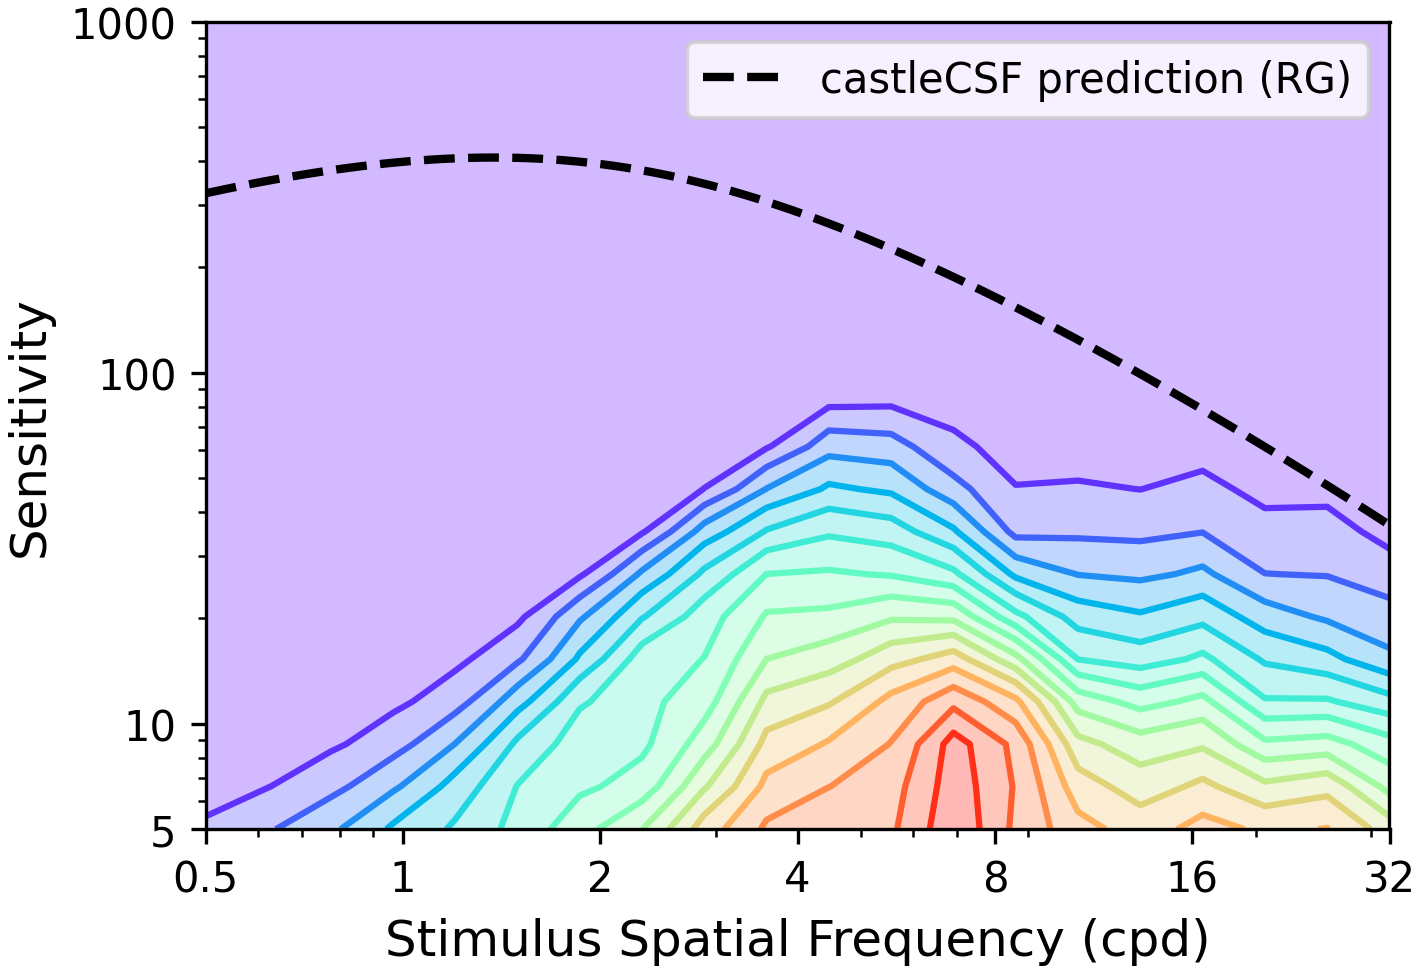 1000
castleCSF prediction (RG)
100
10
5
Sensitivity
0.5 1 2 4 8 16 32
Stimulus Spatial Frequency (cpd)